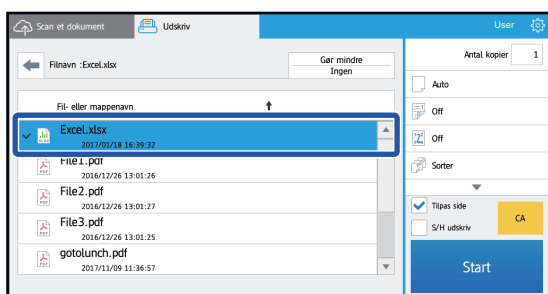 Scan et dokument
Udskriv
User
Filnavn :Excel.xlsx
Gør mindre
Ingen
Antal kopier 1
Auto
Off
Off
Sorter
Fil- eller mappenavn
Excel.xlsx
2017/01/18 16:39:32
File1.pdf
2016/12/26 13:01:26
File2.pdf
2016/12/26 13:01:27
File3.pdf
2016/12/26 13:01:25
gotolunch.pdf
2017/11/09 11:36:57
Tilpas side
S/H udskriv
CA
Start